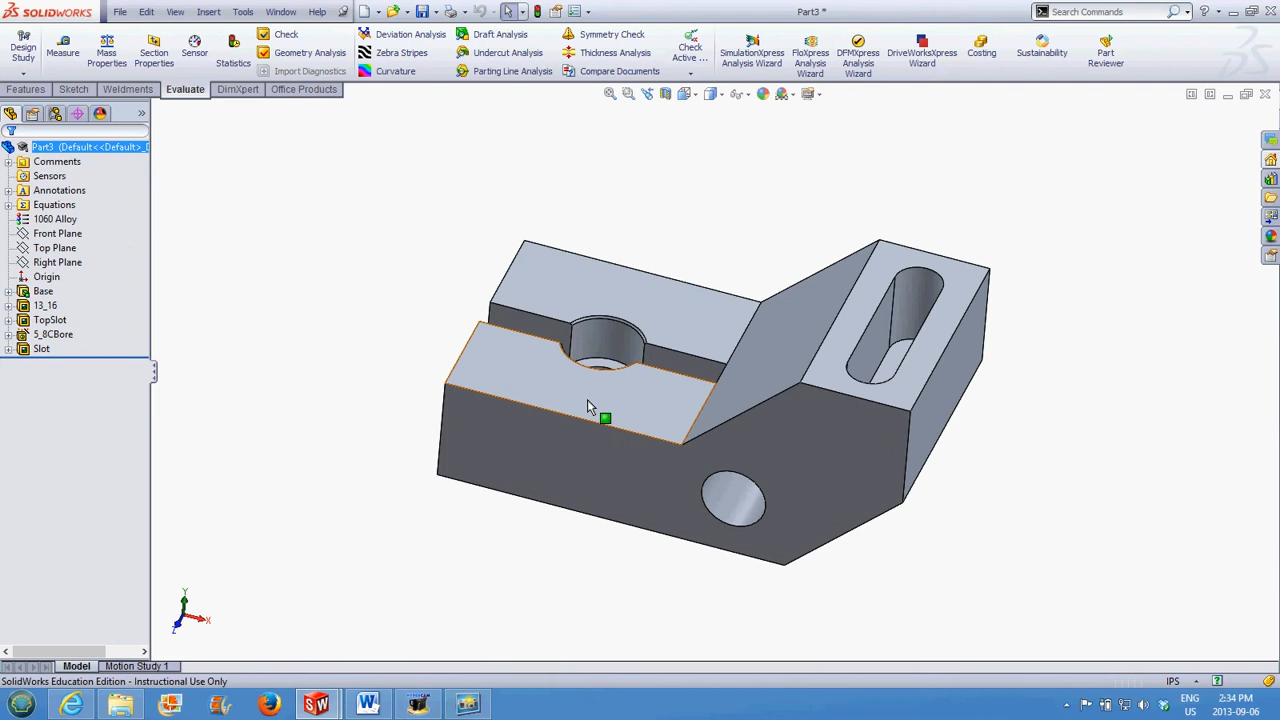 SOLIDWORKS
File Edit View Insert Tools Window Help
Part3 *
Search Commands
Design Study
Measure
Mass Properties
Section Properties
Sensor
Statistics
Check
Geometry Analysis
Import Diagnostics
Deviation Analysis
Zebra Stripes
Curvature
Draft Analysis
Undercut Analysis
Parting Line Analysis
Symmetry Check
Thickness Analysis
Compare Documents
Check Active ...
SimulationXpress Analysis Wizard
FloXpress Analysis Wizard
DFMXpress Analysis Wizard
DriveWorksXpress Wizard
Costing
Sustainability
Part Reviewer
Features Sketch Weldments Evaluate DimXpert Office Products
Part3 (Default<<Default>_D
Comments
Sensors
Annotations
Equations
1060 Alloy
Front Plane
Top Plane
Right Plane
Origin
Base
13_16
TopSlot
5_8CBore
Slot
Y
X
Z
Model Motion Study 1
SolidWorks Education Edition - Instructional Use Only
IPS
ENG
US
2:34 PM
2013-09-06